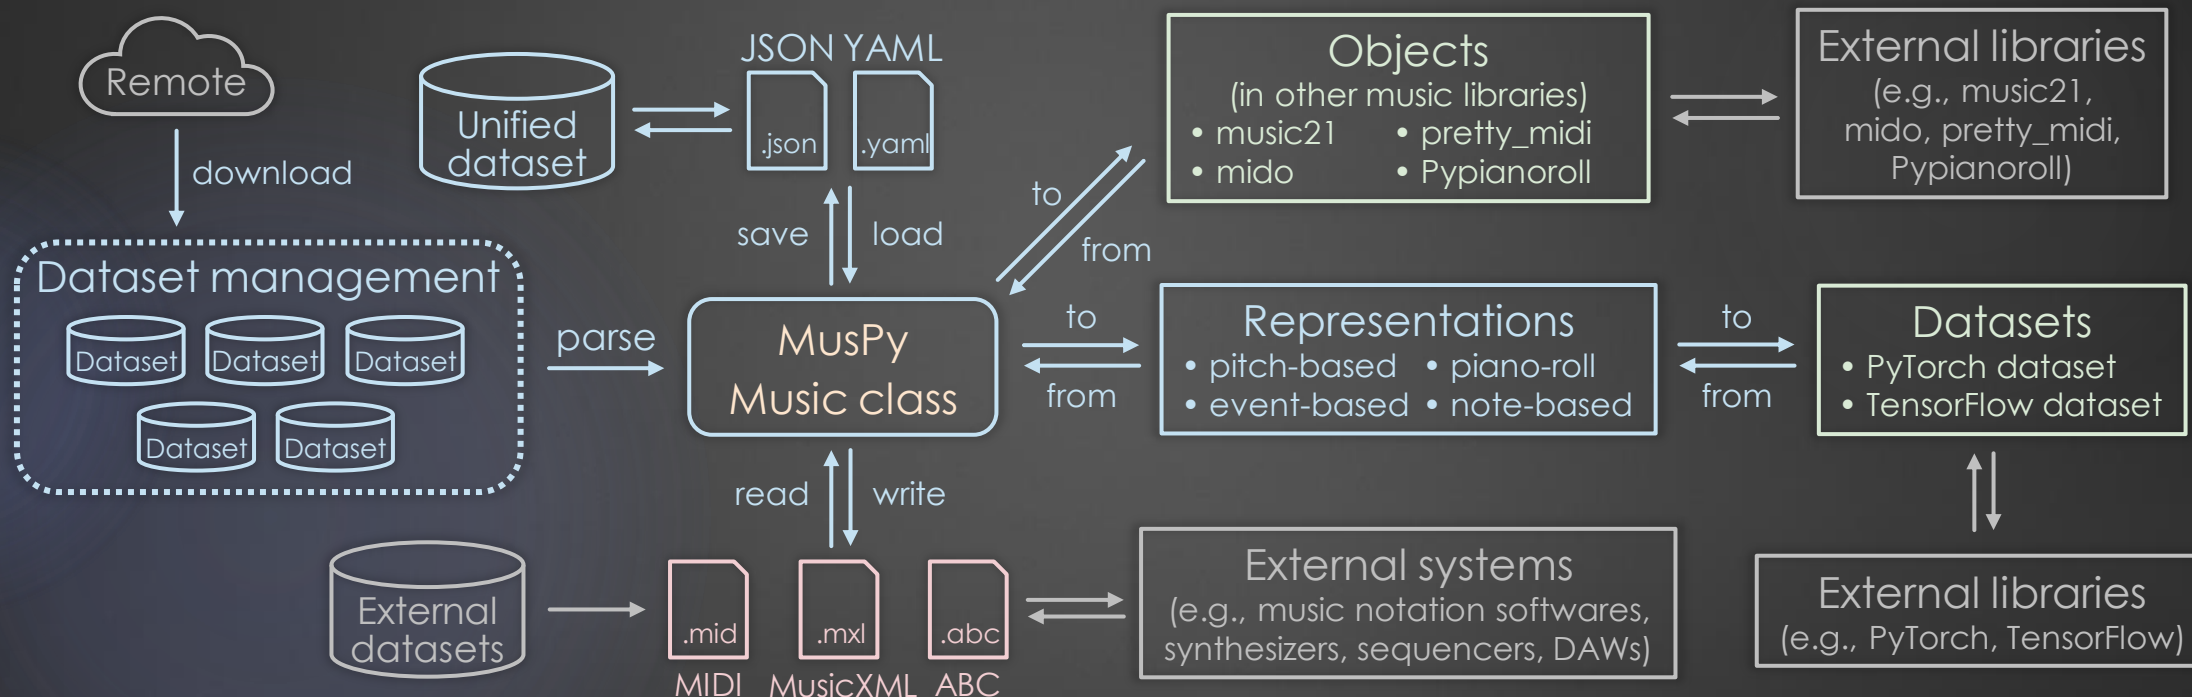 Remote
download
Dataset management
Dataset
Dataset
Dataset
Dataset
Dataset
parse
Unified
dataset
JSON YAML
.json
.yaml
save
load
MusPy
Music class
read
write
External
datasets
.mid
.mxl
.abc
MIDI
MusicXML
ABC
to
from
Objects
(in other music libraries)
• music21 • pretty_midi
• mido • Pypianoroll
External libraries
(e.g., music21,
mido, pretty_midi,
Pypianoroll)
to
from
Representations
• pitch-based • piano-roll
• event-based • note-based
to
from
Datasets
• PyTorch dataset
• TensorFlow dataset
External systems
(e.g., music notation softwares,
synthesizers, sequencers, DAWs)
External libraries
(e.g., PyTorch, TensorFlow)